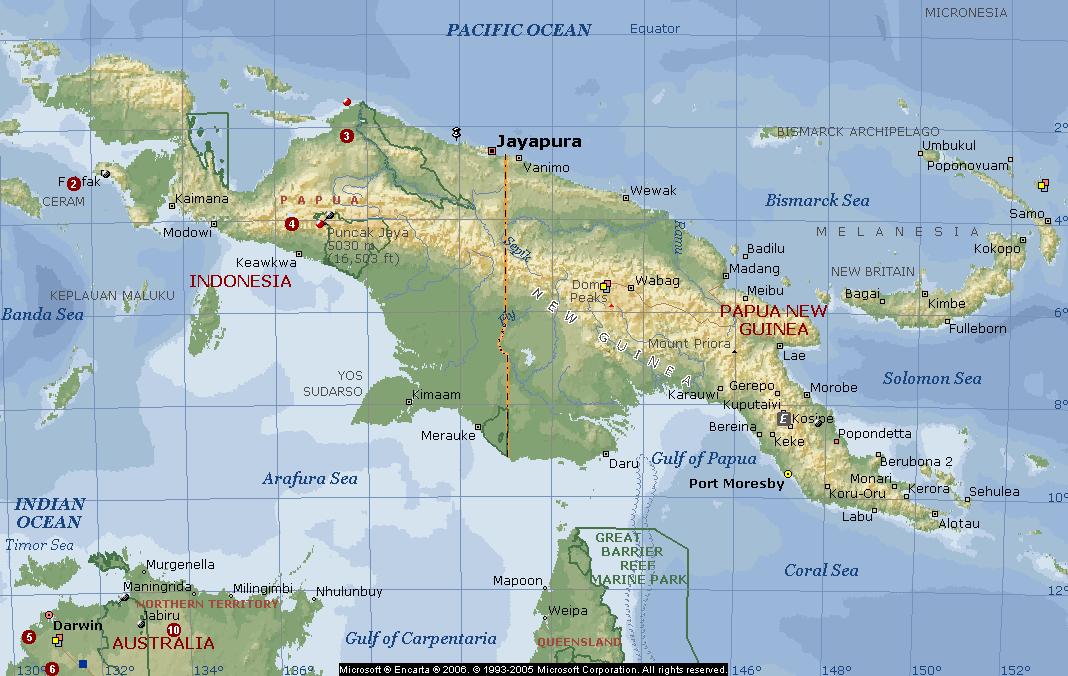 MICRONESIA
PACIFIC OCEAN
Equator
2°
3
BISMARCK ARCHIPELAGO
Jayapura
Umbukul
Vanimo
Poponovum
2
CERAM
Kaimana
PAPUA
Wewak
Bismarck Sea
Samo
4°
4
Modowi
Puncak Jaya
5030 m
(16,503 ft)
MELANESIA
Ramu
Sepik
Kokopo
Badilu
Keawkwa
Madang
NEW BRITAIN
INDONESIA
Wabag
Peaks
Meibu
KEPLAUAN MALUKU
Bagai
Kimbe
Banda Sea
NEW GUINEA
PAPUA NEW
GUINEA
6°
Fulleborn
Mount Priora
Lae
YOS
SUDARSO
Solomon Sea
Kimaam
Karauwi
Gerepo
Morobe
Kuputaivi
8°
Merauke
Bereina
E
Kosipe
Keke
Popondetta
Daru
Gulf of Papua
Berubona 2
Arafura Sea
Port Moresby
Monari
Koru-Oru
Kerora
Sehulea
10°
INDIAN
OCEAN
Labu
Alotau
Timor Sea
GREAT
BARRIER
REEF
MARINE PARK
Murgenella
Coral Sea
Maningrida
Milingimbi
Nhulunbuy
Mapoon
12°
NORTHERN TERRITORY
Weipa
Jabiru
Darwin
5
10
AUSTRALIA
Gulf of Carpentaria
QUEENSLAND
130°
6
132°
134°
136°
Microsoft ® Encarta ® 2006. © 1993-2005 Microsoft Corporation. All rights reserved.
146°
148°
150°
152°